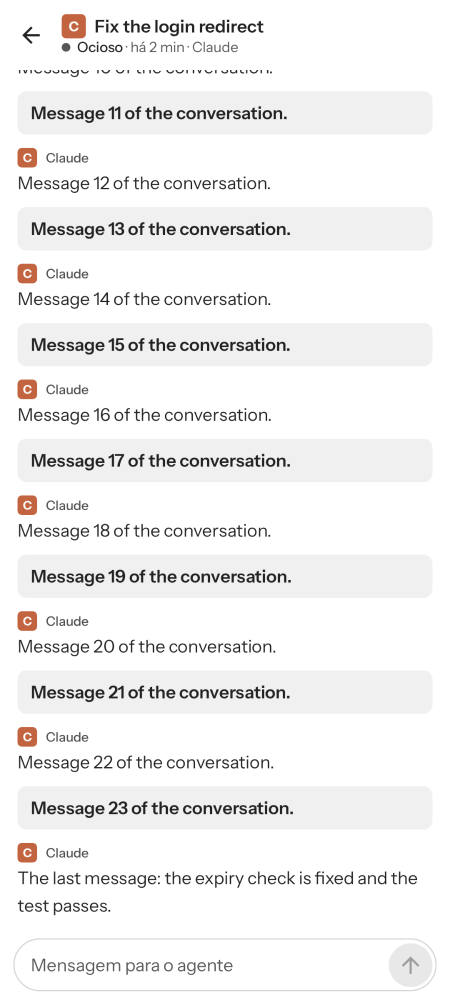 C Fix the login redirect
Ocioso · há 2 min · Claude
Message 10 of the conversation.
Message 11 of the conversation.
C Claude
Message 12 of the conversation.
Message 13 of the conversation.
C Claude
Message 14 of the conversation.
Message 15 of the conversation.
C Claude
Message 16 of the conversation.
Message 17 of the conversation.
C Claude
Message 18 of the conversation.
Message 19 of the conversation.
C Claude
Message 20 of the conversation.
Message 21 of the conversation.
C Claude
Message 22 of the conversation.
Message 23 of the conversation.
C Claude
The last message: the expiry check is fixed and the
test passes.
Mensagem para o agente